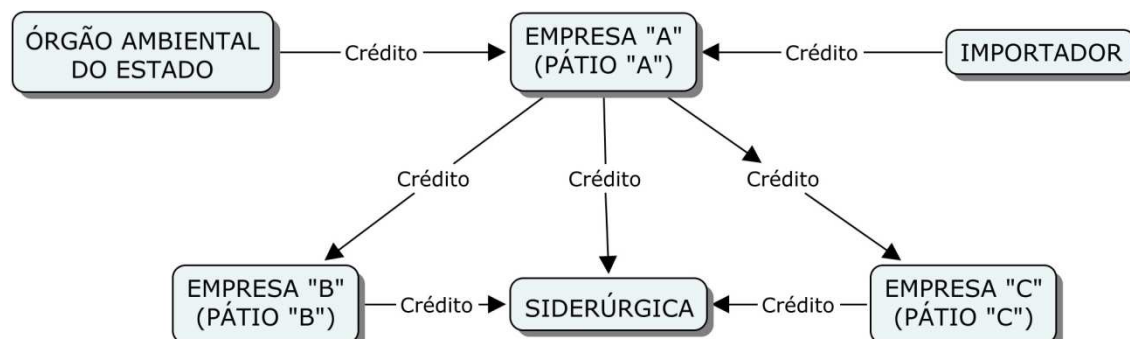 ÓRGÃO AMBIENTAL
DO ESTADO
Crédito
EMPRESA "A"
(PÁTIO "A")
Crédito
IMPORTADOR
Crédito
Crédito
Crédito
EMPRESA "B"
(PÁTIO "B")
Crédito
SIDERÚRGICA
Crédito
EMPRESA "C"
(PÁTIO "C")